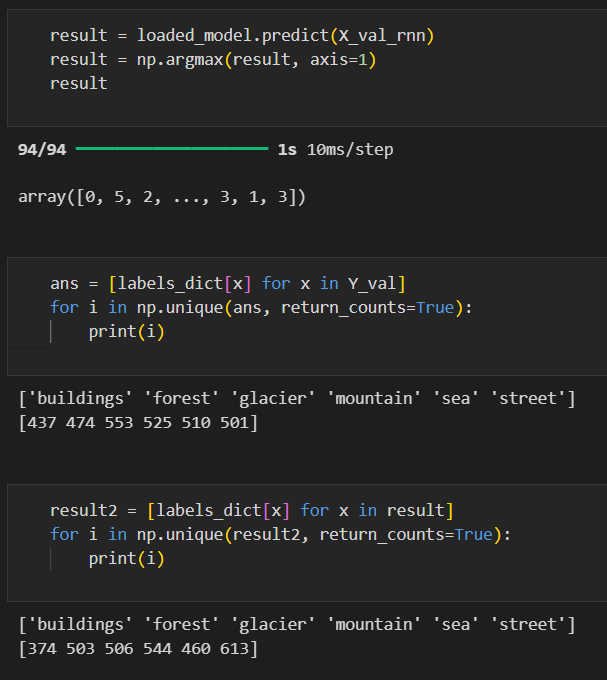 result = loaded_model.predict(X_val_rnn)
result = np.argmax(result, axis=1)
result
94/94 ━━━━━━━━━━━━━━━━━━━━ 1s 10ms/step
array([0, 5, 2, ..., 3, 1, 3])
ans = [labels_dict[x] for x in Y_val]
for i in np.unique(ans, return_counts=True):
    print(i)
['buildings' 'forest' 'glacier' 'mountain' 'sea' 'street']
[437 474 553 525 510 501]
result2 = [labels_dict[x] for x in result]
for i in np.unique(result2, return_counts=True):
    print(i)
['buildings' 'forest' 'glacier' 'mountain' 'sea' 'street']
[374 503 506 544 460 613]